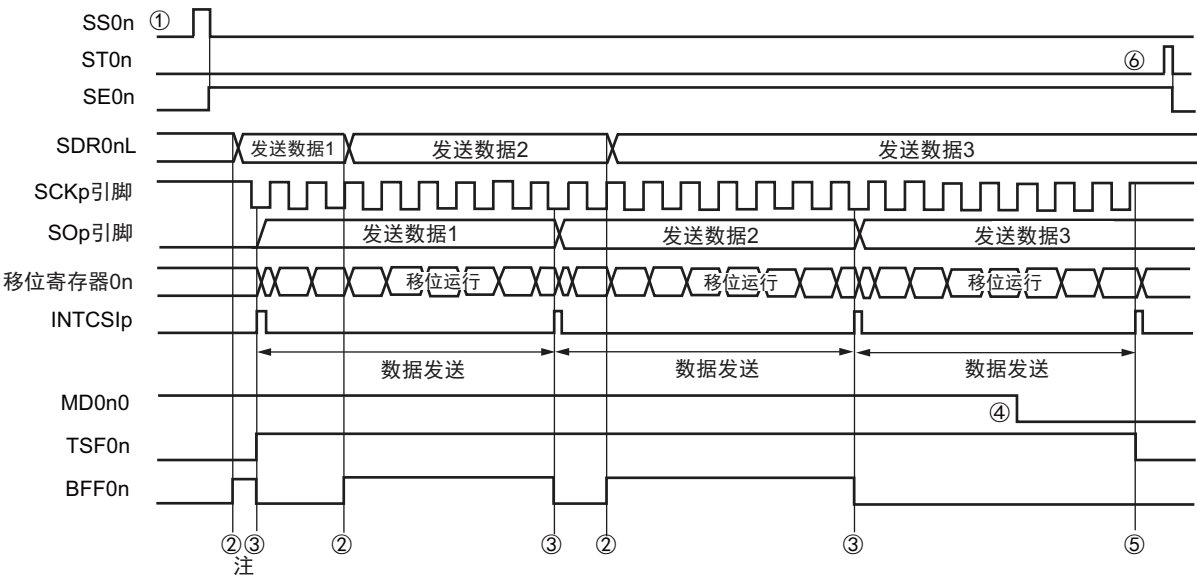 SS0n ①
ST0n ⑥
SE0n
SDR0nL 发送数据1 发送数据2 发送数据3
SCKp引脚
SOp引脚 发送数据1 发送数据2 发送数据3
移位寄存器0n 移位运行 移位运行 移位运行
INTCSIp
数据发送 数据发送 数据发送
MD0n0 ④
TSF0n
BFF0n
②③ ② ③ ② ③ ⑤
注